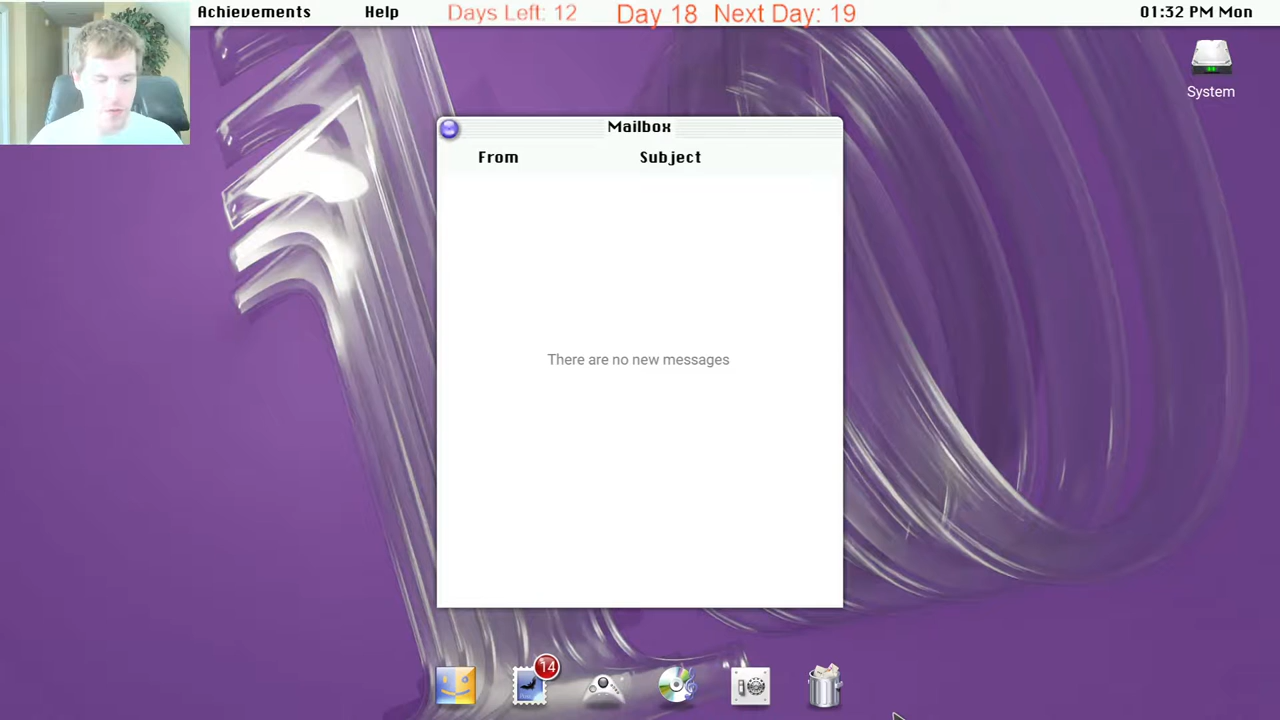 Achievements Help Days Left: 12 Day 18 Next Day: 19 01:32 PM Mon
System
Mailbox
From Subject
There are no new messages
14